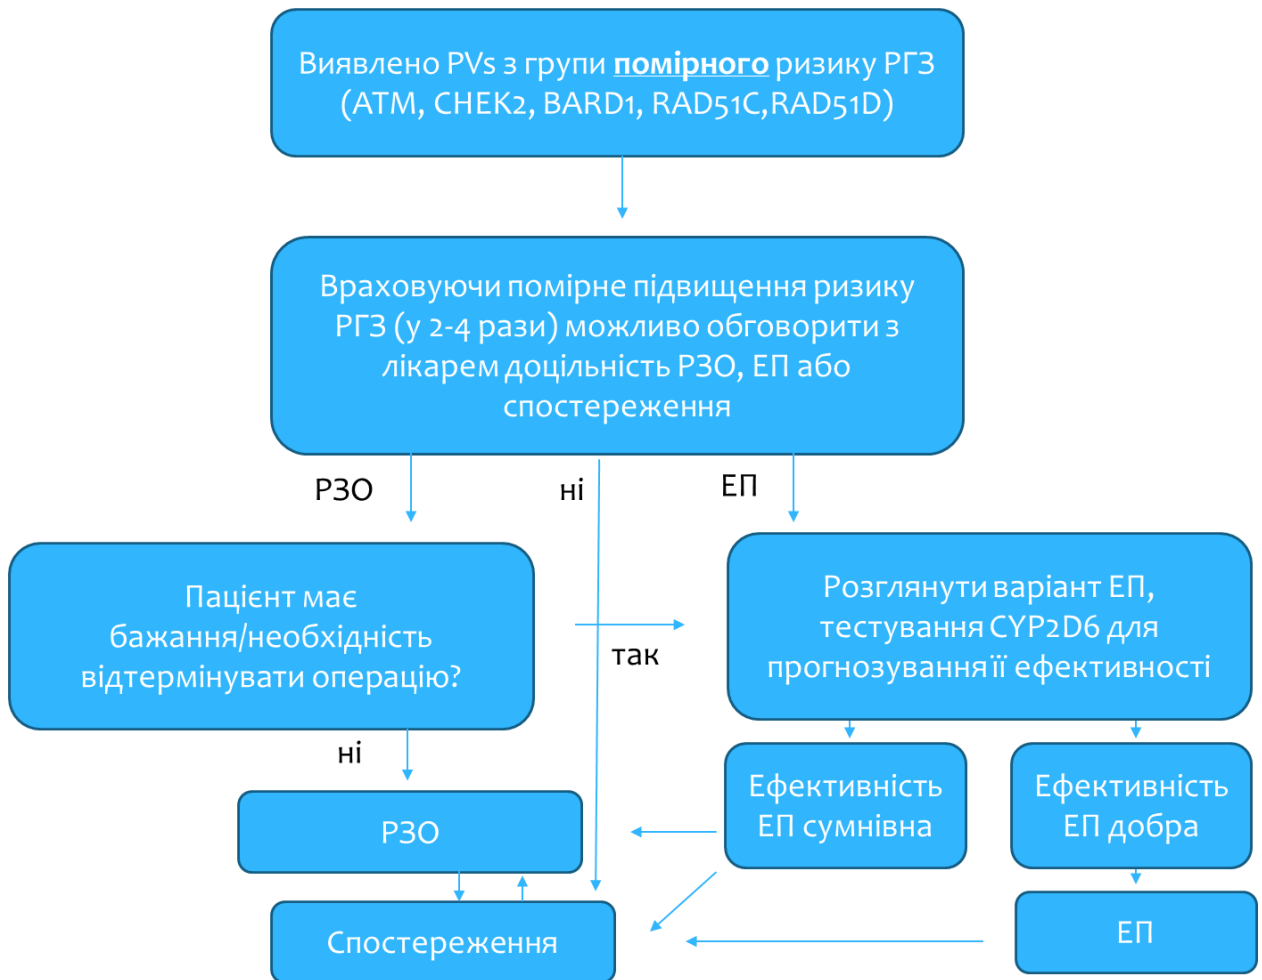 Виявлено PVs з групи помірного ризику РГЗ
(ATM, CHEK2, BARD1, RAD51C,RAD51D)
Враховуючи помірне підвищення ризику
РГЗ (у 2-4 рази) можливо обговорити з
лікарем доцільність РЗО, ЕП або
спостереження
РЗО
ні
ЕП
Пацієнт має
бажання/необхідність
відтермінувати операцію?
так
Розглянути варіант ЕП,
тестування CYP2D6 для
прогнозування її ефективності
ні
РЗО
Ефективність
ЕП сумнівна
Ефективність
ЕП добра
Спостереження
ЕП